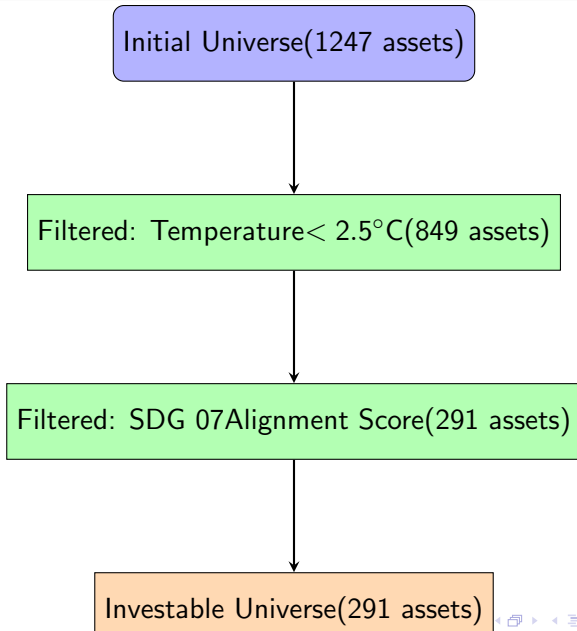 Initial Universe(1247 assets)
Filtered: Temperature< 2.5°C(849 assets)
Filtered: SDG 07Alignment Score(291 assets)
Investable Universe(291 assets)